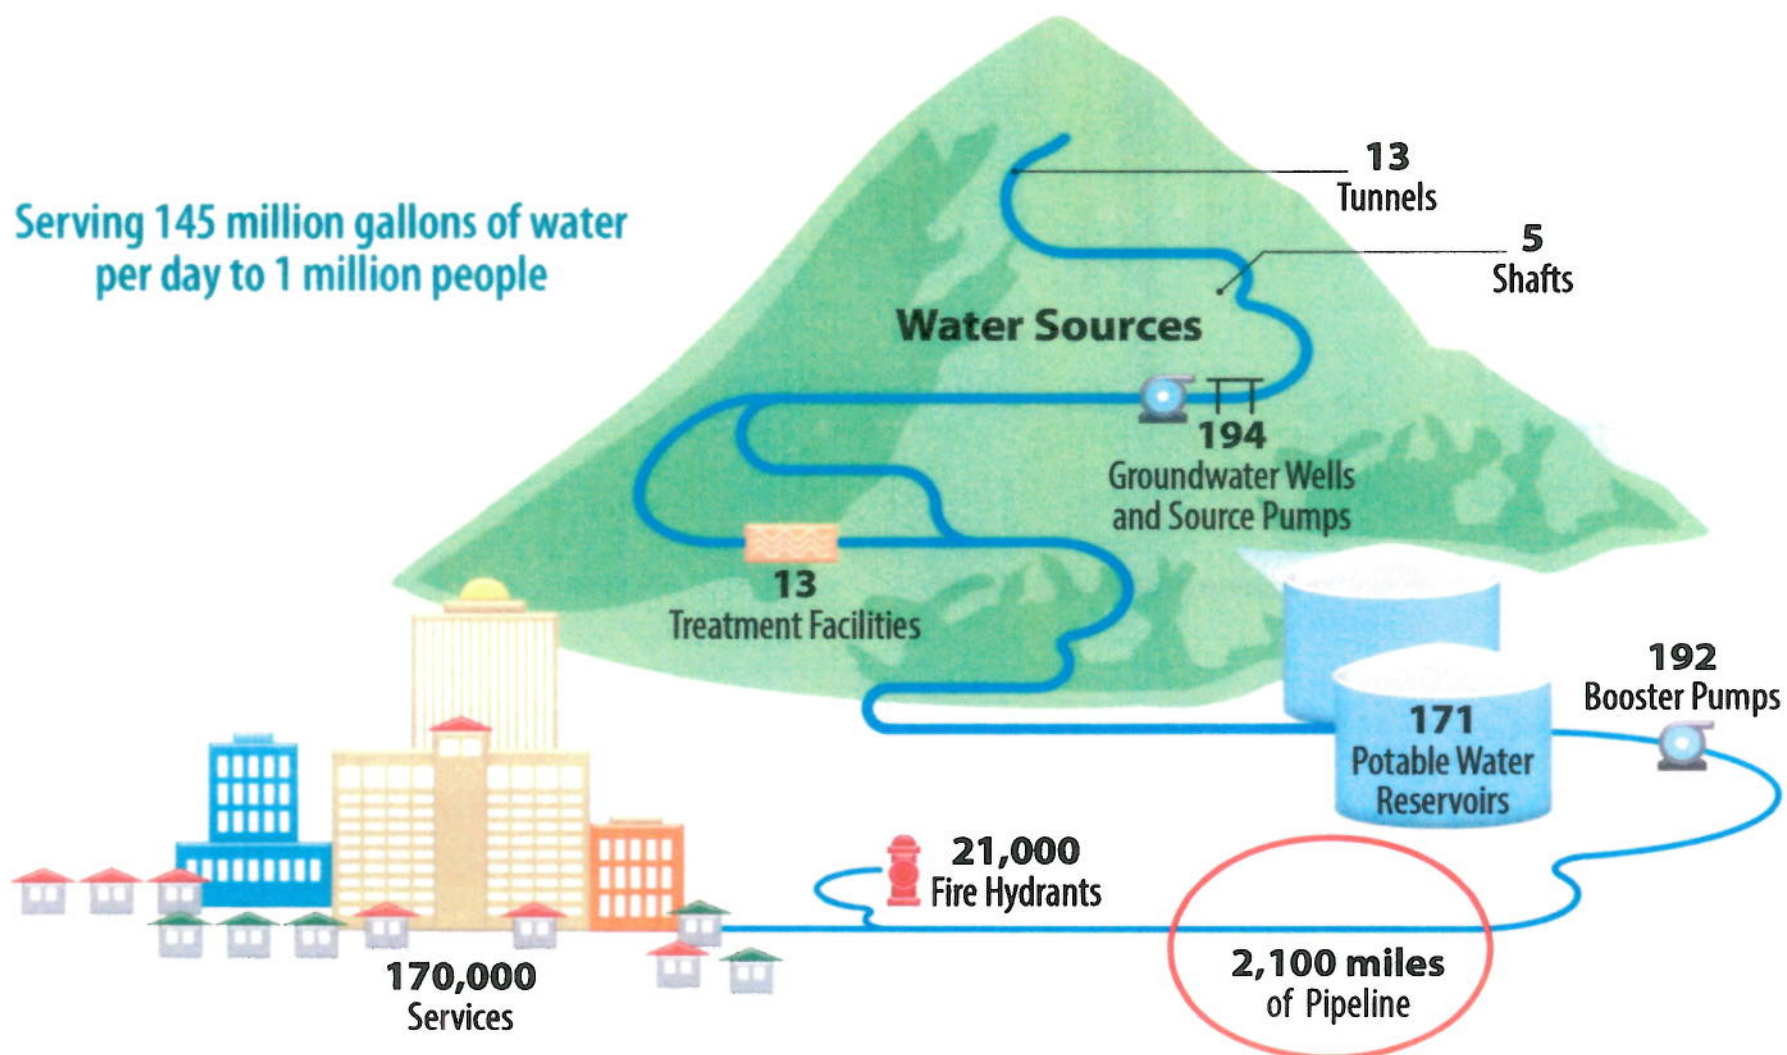 Serving 145 million gallons of water
per day to 1 million people
13
Tunnels
5
Shafts
Water Sources
194
Groundwater Wells
and Source Pumps
13
Treatment Facilities
192
Booster Pumps
171
Potable Water
Reservoirs
21,000
Fire Hydrants
2,100 miles
of Pipeline
170,000
Services